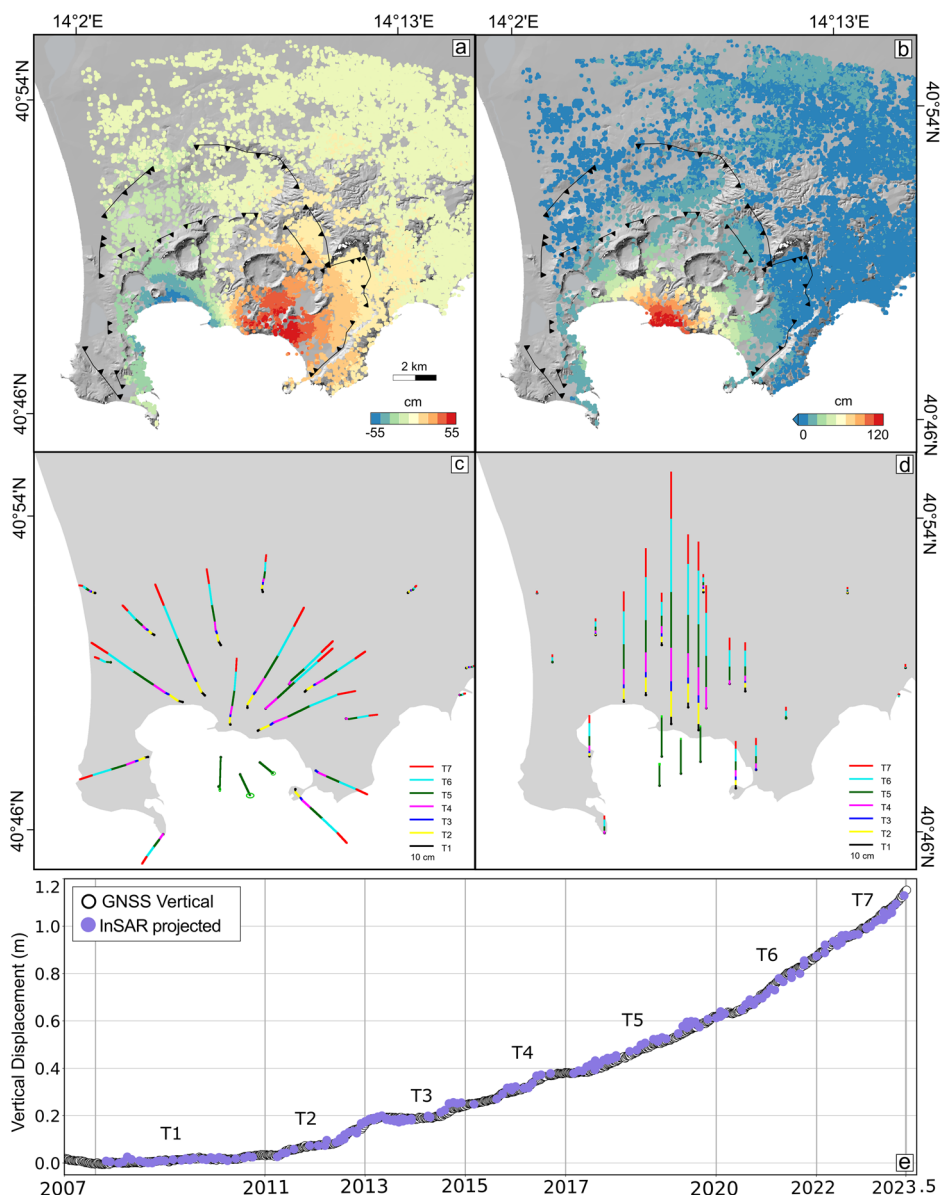 14°2'E 14°13'E 14°2'E 14°13'E
a
b
40°54'N
40°54'N
2 km
40°46'N
cm
-55 55
cm
0 120
40°46'N
c
d
40°54'N
40°54'N
T7
T6
T5
T4
T3
T2
T1
10 cm
T7
T6
T5
T4
T3
T2
T1
10 cm
40°46'N
40°46'N
Vertical Displacement (m)
1.2
1.0
0.8
0.6
0.4
0.2
0.0
GNSS Vertical
InSAR projected
T1
T2
T3
T4
T5
T6
T7
e
2007 2011 2013 2015 2017 2020 2022 2023.5